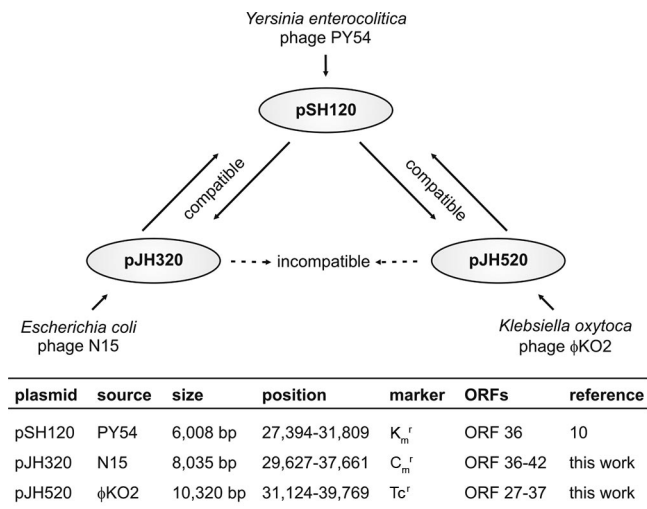 Yersinia enterocolitica
phage PY54
pSH120
compatible
compatible
pJH320
incompatible
pJH520
Escherichia coli
phage N15
Klebsiella oxytoca
phage ϕKO2
plasmid source size position marker ORFs reference
pSH120 PY54 6,008 bp 27,394-31,809 Kmʳ ORF 36 10
pJH320 N15 8,035 bp 29,627-37,661 Cmʳ ORF 36-42 this work
pJH520 ϕKO2 10,320 bp 31,124-39,769 Tcʳ ORF 27-37 this work